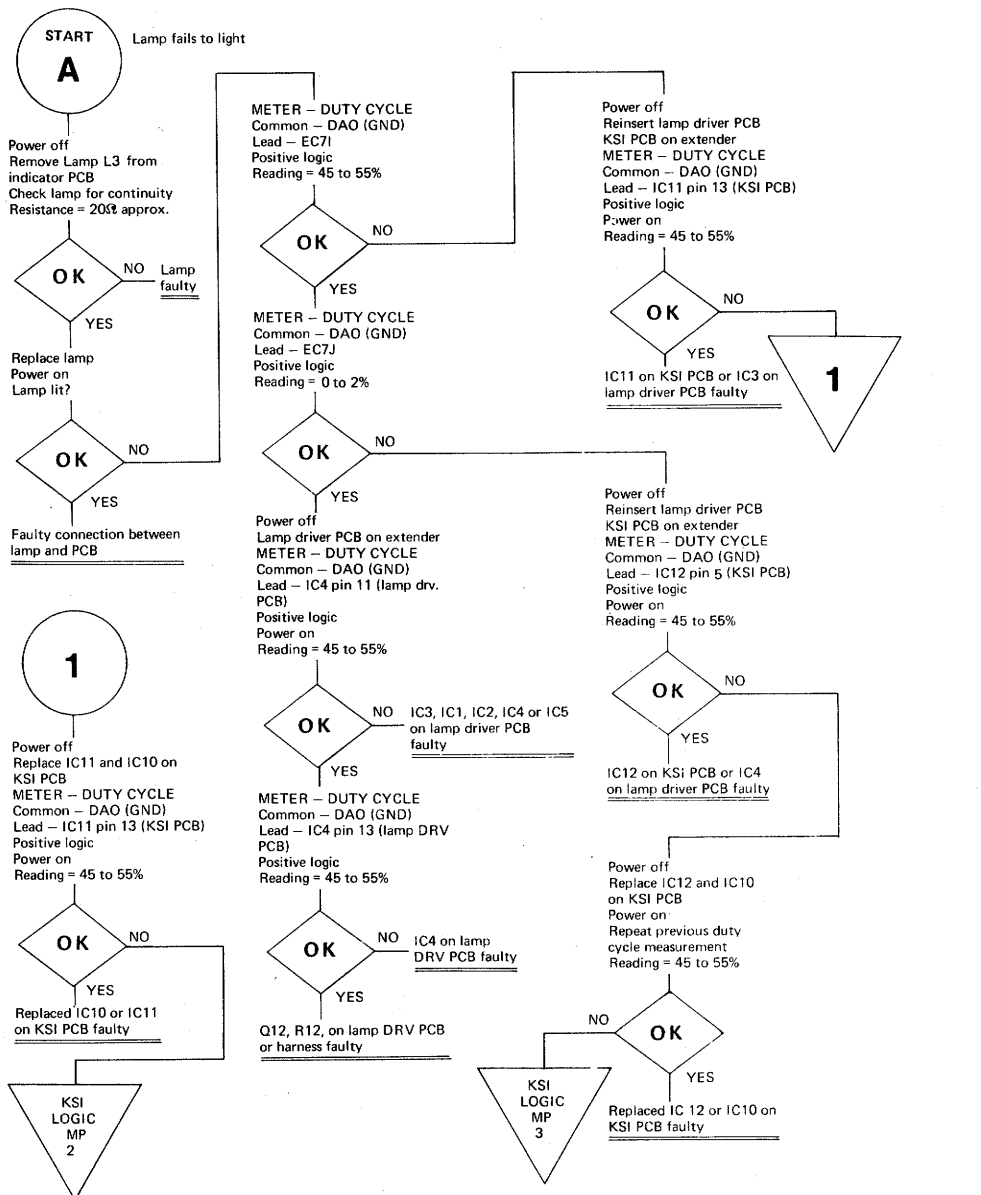 START
A
Lamp fails to light
Power off
Remove Lamp L3 from
indicator PCB
Check lamp for continuity
Resistance = 20Ω approx.
OK
NO
Lamp
faulty
YES
Replace lamp
Power on
Lamp lit?
OK
NO
YES
Faulty connection between
lamp and PCB
METER – DUTY CYCLE
Common – DAO (GND)
Lead – EC7I
Positive logic
Reading = 45 to 55%
OK
NO
YES
METER – DUTY CYCLE
Common – DAO (GND)
Lead – EC7J
Positive logic
Reading = 0 to 2%
OK
NO
YES
Power off
Lamp driver PCB on extender
METER – DUTY CYCLE
Common – DAO (GND)
Lead – IC4 pin 11 (lamp drv.
PCB)
Positive logic
Power on
Reading = 45 to 55%
OK
NO
IC3, IC1, IC2, IC4 or IC5
on lamp driver PCB
faulty
YES
METER – DUTY CYCLE
Common – DAO (GND)
Lead – IC4 pin 13 (lamp DRV
PCB)
Positive logic
Reading = 45 to 55%
OK
NO
IC4 on lamp
DRV PCB faulty
YES
Q12, R12, on lamp DRV PCB
or harness faulty
Power off
Reinsert lamp driver PCB
KSI PCB on extender
METER – DUTY CYCLE
Common – DAO (GND)
Lead – IC11 pin 13 (KSI PCB)
Positive logic
Power on
Reading = 45 to 55%
OK
NO
YES
IC11 on KSI PCB or IC3 on
lamp driver PCB faulty
1
Power off
Reinsert lamp driver PCB
KSI PCB on extender
METER – DUTY CYCLE
Common – DAO (GND)
Lead – IC12 pin 5 (KSI PCB)
Positive logic
Power on
Reading = 45 to 55%
OK
NO
YES
IC12 on KSI PCB or IC4
on lamp driver PCB faulty
Power off
Replace IC12 and IC10
on KSI PCB
Power on
Repeat previous duty
cycle measurement
Reading = 45 to 55%
OK
NO
YES
Replaced IC 12 or IC10 on
KSI PCB faulty
KSI
LOGIC
MP
3
1
Power off
Replace IC11 and IC10 on
KSI PCB
METER – DUTY CYCLE
Common – DAO (GND)
Lead – IC11 pin 13 (KSI PCB)
Positive logic
Power on
Reading = 45 to 55%
OK
NO
YES
Replaced IC10 or IC11
on KSI PCB faulty
KSI
LOGIC
MP
2